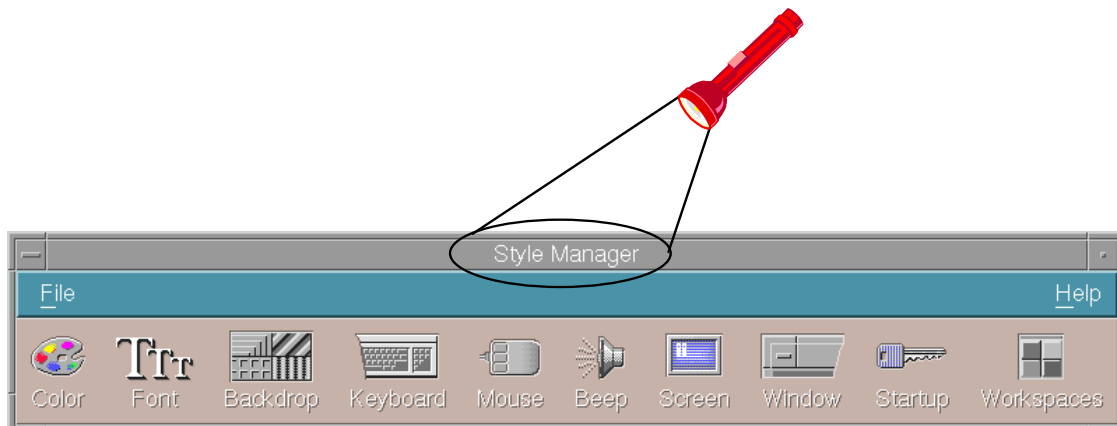 Style Manager
File Help
Color Font Backdrop Keyboard Mouse Beep Screen Window Startup Workspaces